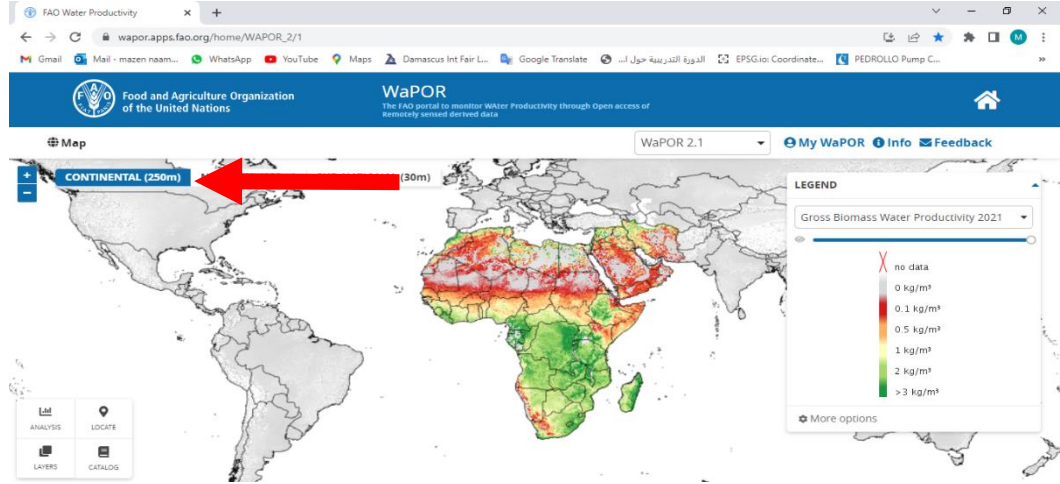 FAO Water Productivity
wapor.apps.fao.org/home/WAPOR_2/1
M
Gmail
Mail - mazen naam...
WhatsApp
YouTube
Maps
Damascus Int Fair L...
Google Translate
الدورة التدريبية حول ا...
EPSG.io: Coordinate...
PEDROLLO Pump C...
Food and Agriculture Organization
of the United Nations
WaPOR
The FAO portal to monitor WAter Productivity through Open access of
Remotely sensed derived data
Map
WaPOR 2.1
My WaPOR
Info
Feedback
CONTINENTAL (250m)
(30m)
LEGEND
Gross Biomass Water Productivity 2021
no data
0 kg/m³
0.1 kg/m³
0.5 kg/m³
1 kg/m³
2 kg/m³
>3 kg/m³
More options
ANALYSIS
LOCATE
LAYERS
CATALOG